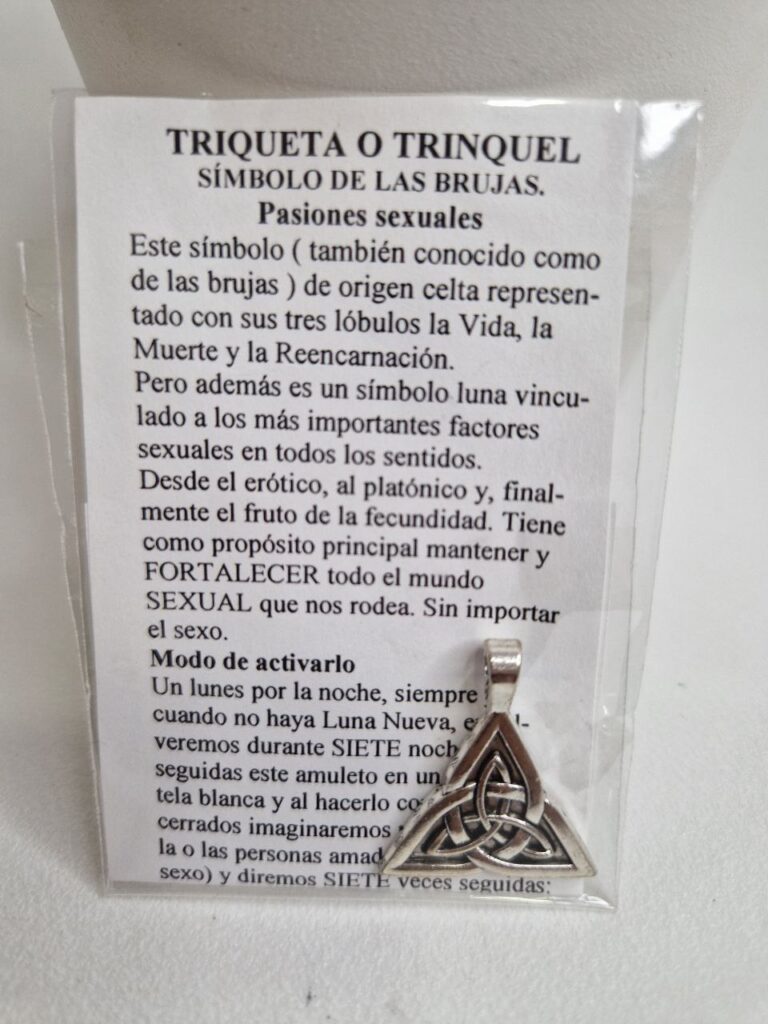 TRIQUETA O TRINQUEL
SÍMBOLO DE LAS BRUJAS.
Pasiones sexuales
Este símbolo ( también conocido como
de las brujas ) de origen celta represen-
tado con sus tres lóbulos la Vida, la
Muerte y la Reencarnación.
Pero además es un símbolo luna vincu-
lado a los más importantes factores
sexuales en todos los sentidos.
Desde el erótico, al platónico y, final-
mente el fruto de la fecundidad. Tiene
como propósito principal mantener y
FORTALECER todo el mundo
SEXUAL que nos rodea. Sin importar
el sexo.
Modo de activarlo
Un lunes por la noche, siempre
cuando no haya Luna Nueva,
veremos durante SIETE noch
seguidas este amuleto en un
tela blanca y al hacerlo co
cerrados imaginaremos
la o las personas amad
sexo) y diremos SIETE veces seguidas: